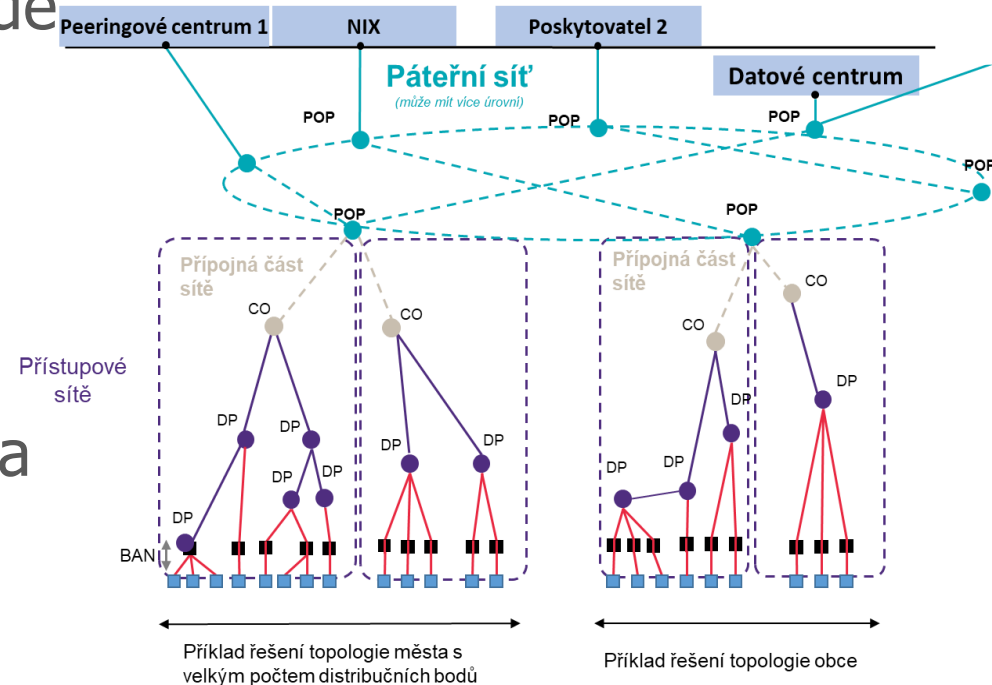 Peeringové centrum 1
NIX
Poskytovatel 2
Páteřní síť
(může mít více úrovní)
Datové centrum
POP
POP
POP
POP
POP
POP
Přípojná část
sítě
Přípojná část
sítě
CO
CO
CO
CO
Přístupové
sítě
DP
DP
DP
DP
DP
DP
DP
DP
DP
DP
DP
DP
BAN
Příklad řešení topologie města s
velkým počtem distribučních bodů
Příklad řešení topologie obce